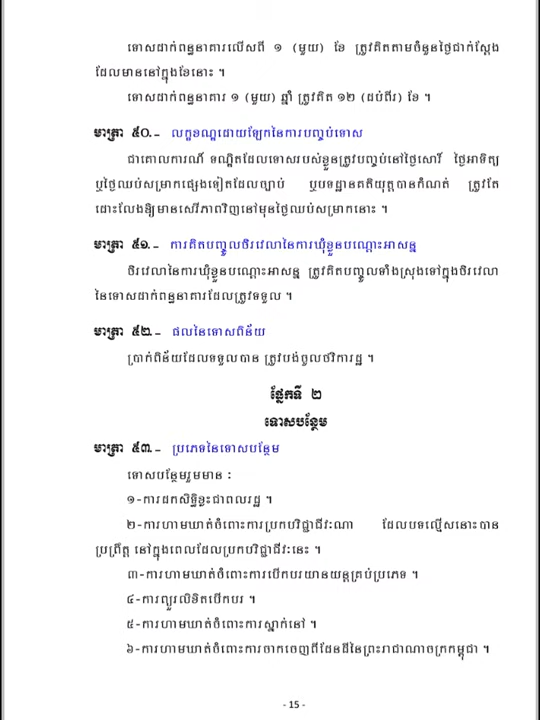 ទោសដាក់ពន្ធនាគារលើសពី ១ (មួយ) ខែ ត្រូវគិតតាមចំនួនថ្ងៃជាក់ស្តែង
ដែលមាននៅក្នុងខែនោះ ។
ទោសដាក់ពន្ធនាគារ ១ (មួយ) ឆ្នាំ ត្រូវគិត ១២ (ដប់ពីរ) ខែ ។
មាត្រា ៥០.– លក្ខខណ្ឌដោយឡែកនៃការបញ្ចប់ទោស
ជាគោលការណ៍ ទណ្ឌិតដែលទោសរបស់ខ្លួនត្រូវបញ្ចប់នៅថ្ងៃសៅរ៍ ថ្ងៃអាទិត្យ
ឬថ្ងៃឈប់សម្រាកផ្សេងទៀតដែលច្បាប់ ឬបទដ្ឋានគតិយុត្តបានកំណត់ ត្រូវតែ
ដោះលែងឱ្យមានសេរីភាពវិញនៅមុនថ្ងៃឈប់សម្រាកនោះ ។
មាត្រា ៥១.– ការគិតបញ្ចូលថិរវេលានៃការឃុំខ្លួនបណ្តោះអាសន្ន
ថិរវេលានៃការឃុំខ្លួនបណ្តោះអាសន្ន ត្រូវគិតបញ្ចូលទាំងស្រុងទៅក្នុងថិរវេលា
នៃទោសដាក់ពន្ធនាគារដែលត្រូវទទួល ។
មាត្រា ៥២.– ផលនៃទោសពិន័យ
ប្រាក់ពិន័យដែលទទួលបាន ត្រូវបង់ចូលថវិការដ្ឋ ។
ផ្នែកទី ២
ទោសបន្ថែម
មាត្រា ៥៣.– ប្រភេទនៃទោសបន្ថែម
ទោសបន្ថែមរួមមាន :
១-ការដកសិទ្ធិខ្លះជាពលរដ្ឋ ។
២-ការហាមឃាត់ចំពោះការប្រកបវិជ្ជាជីវៈណា ដែលបទល្មើសនោះបាន
ប្រព្រឹត្ត នៅក្នុងពេលដែលប្រកបវិជ្ជាជីវៈនេះ ។
៣-ការហាមឃាត់ចំពោះការបើកបរយានយន្តគ្រប់ប្រភេទ ។
៤-ការព្យួរលិខិតបើកបរ ។
៥-ការហាមឃាត់ចំពោះការស្នាក់នៅ ។
៦-ការហាមឃាត់ចំពោះការចាកចេញពីដែនដីនៃព្រះរាជាណាចក្រកម្ពុជា ។
- 15 -